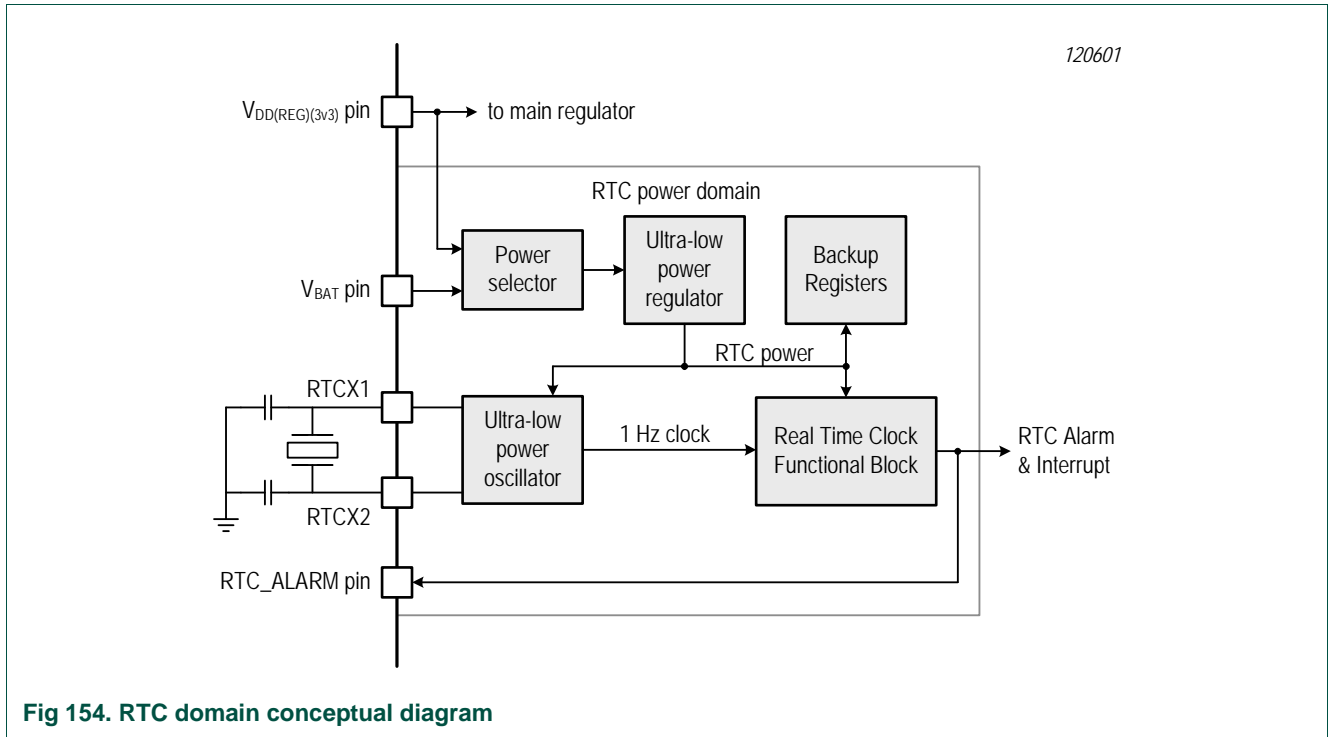 120601
VDD(REG)(3v3) pin
to main regulator
RTC power domain
Power
selector
Ultra-low
power
regulator
Backup
Registers
VBAT pin
RTC power
RTCX1
Ultra-low
power
oscillator
1 Hz clock
Real Time Clock
Functional Block
RTC Alarm
& Interrupt
RTCX2
RTC_ALARM pin
Fig 154. RTC domain conceptual diagram